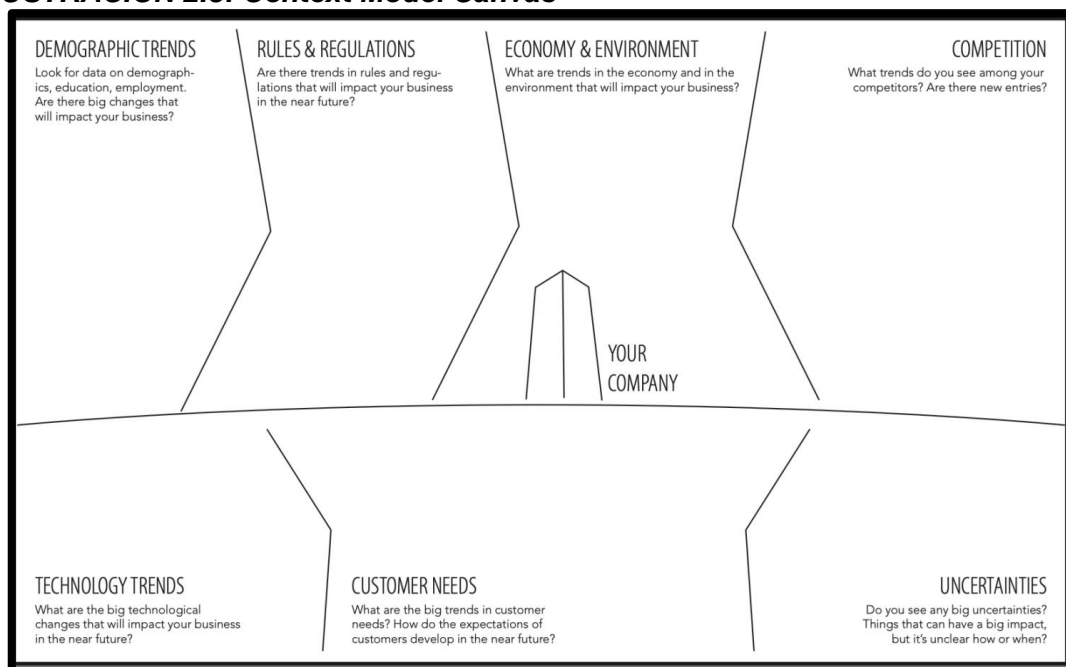 DEMOGRAPHIC TRENDS
Look for data on demograph-
ics, education, employment.
Are there big changes that
will impact your business?
RULES & REGULATIONS
Are there trends in rules and regu-
lations that will impact your business
in the near future?
ECONOMY & ENVIRONMENT
What are trends in the economy and in the
environment that will impact your business?
COMPETITION
What trends do you see among your
competitors? Are there new entries?
YOUR
COMPANY
TECHNOLOGY TRENDS
What are the big technological
changes that will impact your business
in the near future?
CUSTOMER NEEDS
What are the big trends in customer
needs? How do the expectations of
customers develop in the near future?
UNCERTAINTIES
Do you see any big uncertainties?
Things that can have a big impact,
but it's unclear how or when?